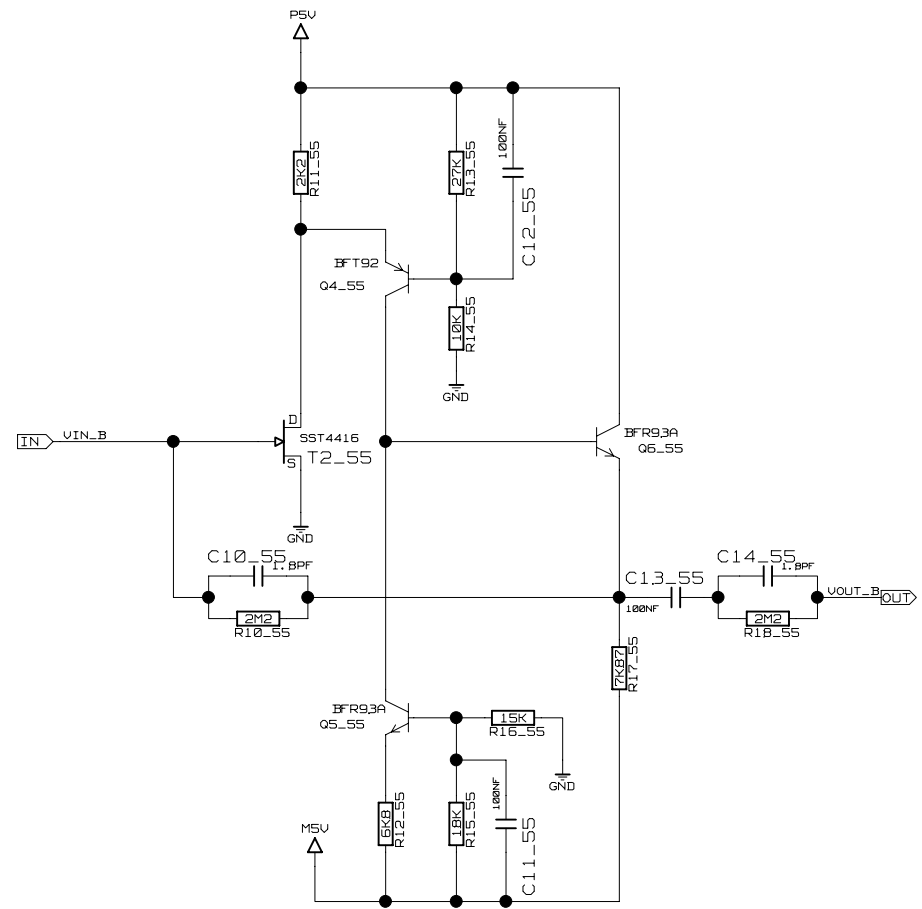 P5V
100NF
2K2
R11_55
27K
R13_55
C12_55
BFT92
Q4_55
10K
R14_55
GND
D
IN
VIN_B
SST4416
BFR93A
Q6_55
S
T2_55
GND
C10_55
1.8PF
C13_55
C14_55
1.8PF
2M2
R10_55
100NF
2M2
R18_55
VOUT_B
OUT
7K87
R17_55
BFR93A
Q5_55
15K
R16_55
GND
100NF
6K8
R12_55
18K
R15_55
C11_55
M5V